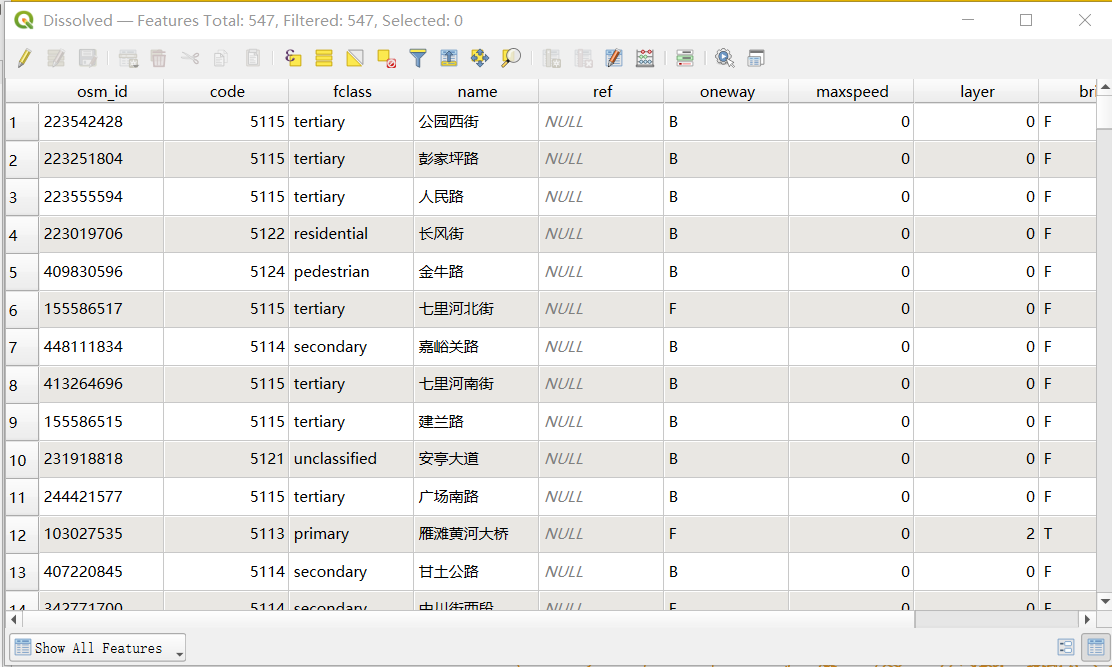 Dissolved — Features Total: 547, Filtered: 547, Selected: 0
osm_id code fclass name ref oneway maxspeed layer bri
1 223542428 5115 tertiary 公园西街 NULL B 0 0 F
2 223251804 5115 tertiary 彭家坪路 NULL B 0 0 F
3 223555594 5115 tertiary 人民路 NULL B 0 0 F
4 223019706 5122 residential 长风街 NULL B 0 0 F
5 409830596 5124 pedestrian 金牛路 NULL B 0 0 F
6 155586517 5115 tertiary 七里河北街 NULL F 0 0 F
7 448111834 5114 secondary 嘉峪关路 NULL B 0 0 F
8 413264696 5115 tertiary 七里河南街 NULL B 0 0 F
9 155586515 5115 tertiary 建兰路 NULL B 0 0 F
10 231918818 5121 unclassified 安亭大道 NULL B 0 0 F
11 244421577 5115 tertiary 广场南路 NULL B 0 0 F
12 103027535 5113 primary 雁滩黄河大桥 NULL F 0 2 T
13 407220845 5114 secondary 甘土公路 NULL B 0 0 F
14 342771700 5114 secondary NULL 0 0 F
Show All Features